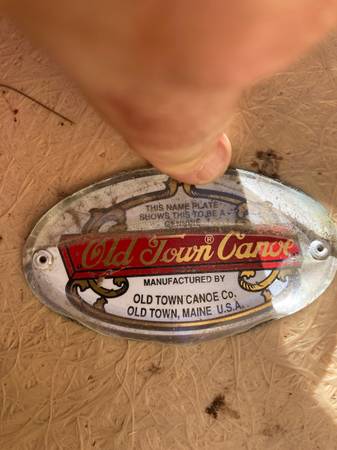 THIS NAME PLATE
SHOWS THIS TO BE A
GENUINE
Old Town® Canoe
MANUFACTURED BY
OLD TOWN CANOE Co.
OLD TOWN, MAINE U.S.A.